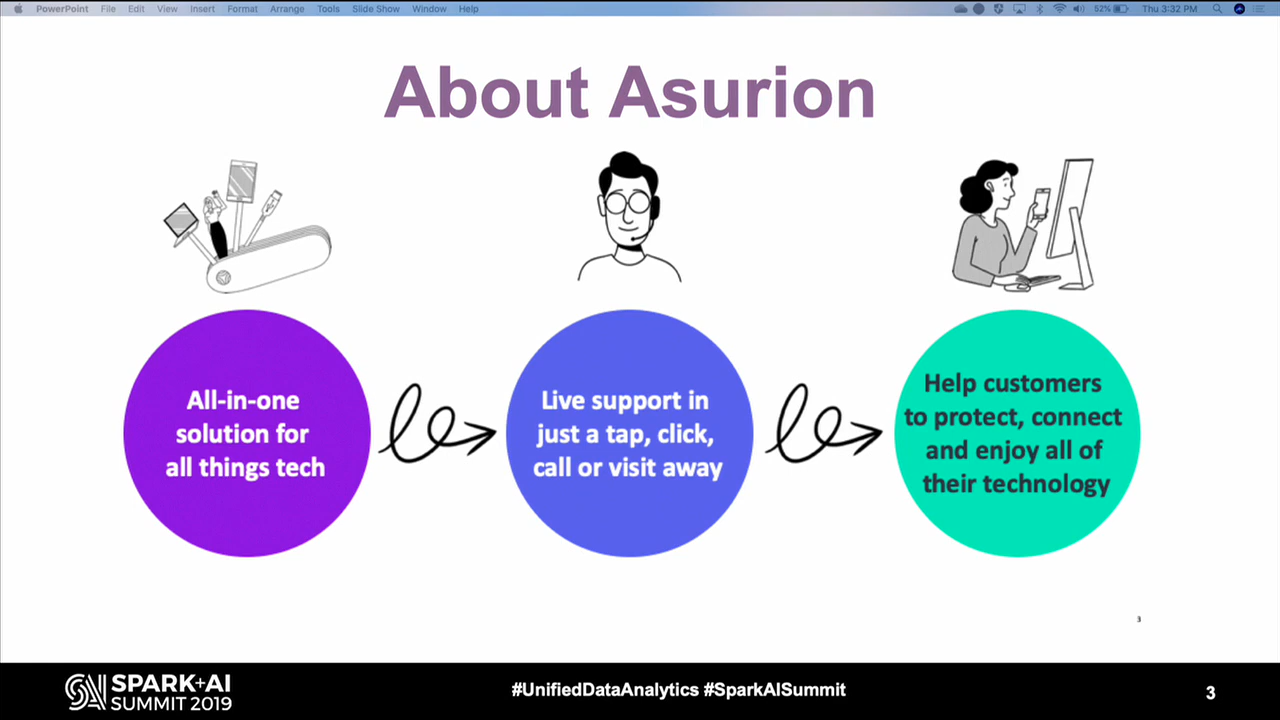 PowerPoint File Edit View Insert Format Arrange Tools Slide Show Window Help 52% Thu 3:32 PM
About Asurion
All-in-one
solution for
all things tech
Live support in
just a tap, click,
call or visit away
Help customers
to protect, connect
and enjoy all of
their technology
3
SPARK+AI
SUMMIT 2019
#UnifiedDataAnalytics #SparkAISummit
3